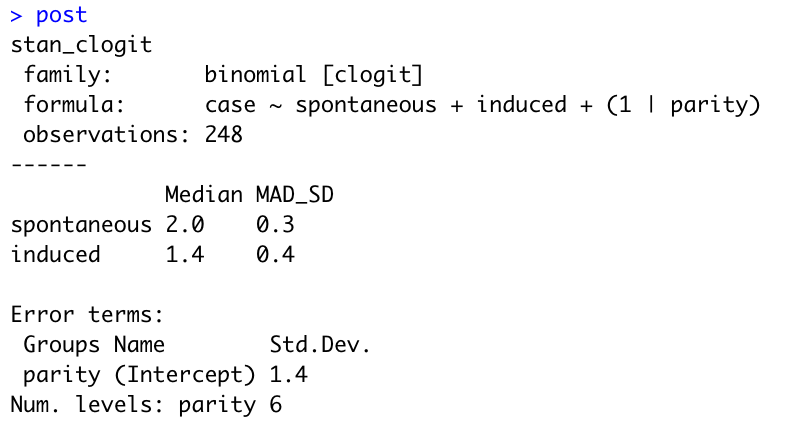 > post
stan_clogit
 family:       binomial [clogit]
 formula:      case ~ spontaneous + induced + (1 | parity)
 observations: 248
------
            Median MAD_SD
spontaneous 2.0    0.3
induced     1.4    0.4

Error terms:
 Groups Name        Std.Dev.
 parity (Intercept) 1.4
Num. levels: parity 6